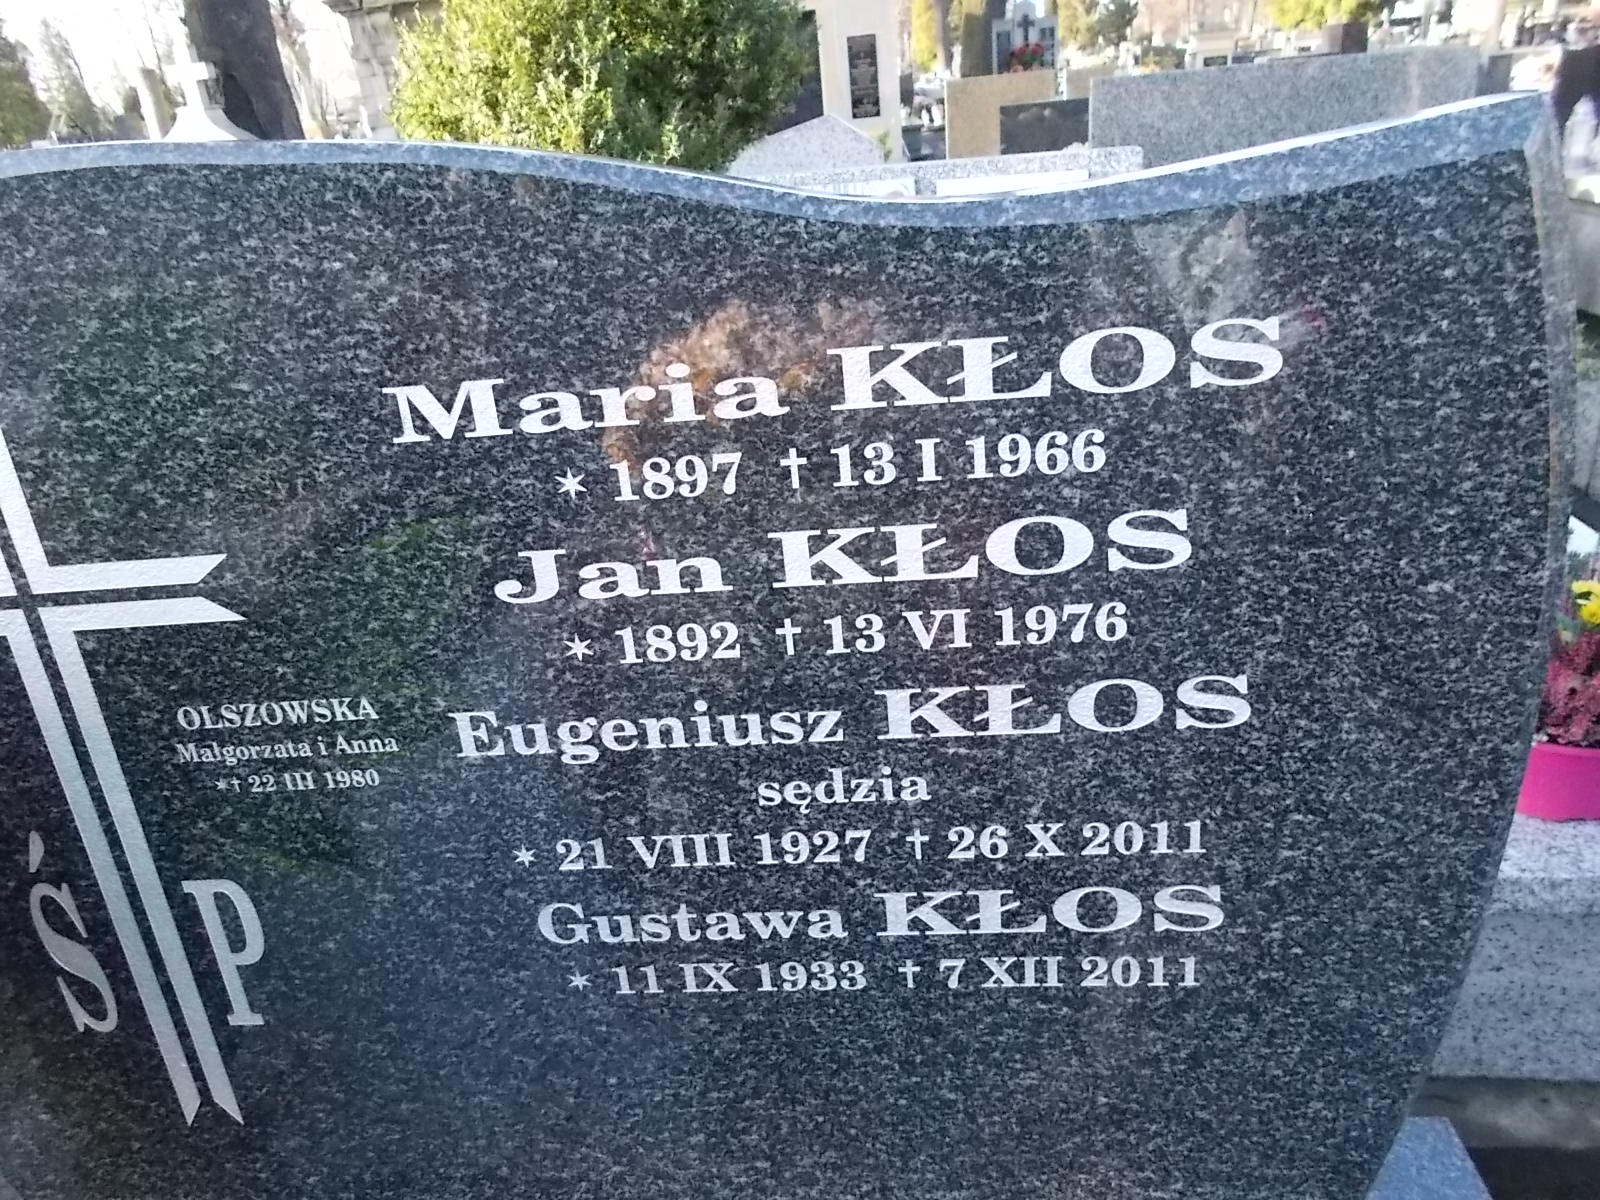 Maria KŁOS
✶ 1897 † 13 I 1966
Jan KŁOS
✶ 1892 † 13 VI 1976
Eugeniusz KŁOS
sędzia
✶ 21 VIII 1927 † 26 X 2011
Gustawa KŁOS
✶ 11 IX 1933 † 7 XII 2011
OLSZOWSKA
Małgorzata i Anna
✶† 22 III 1980
Ś P